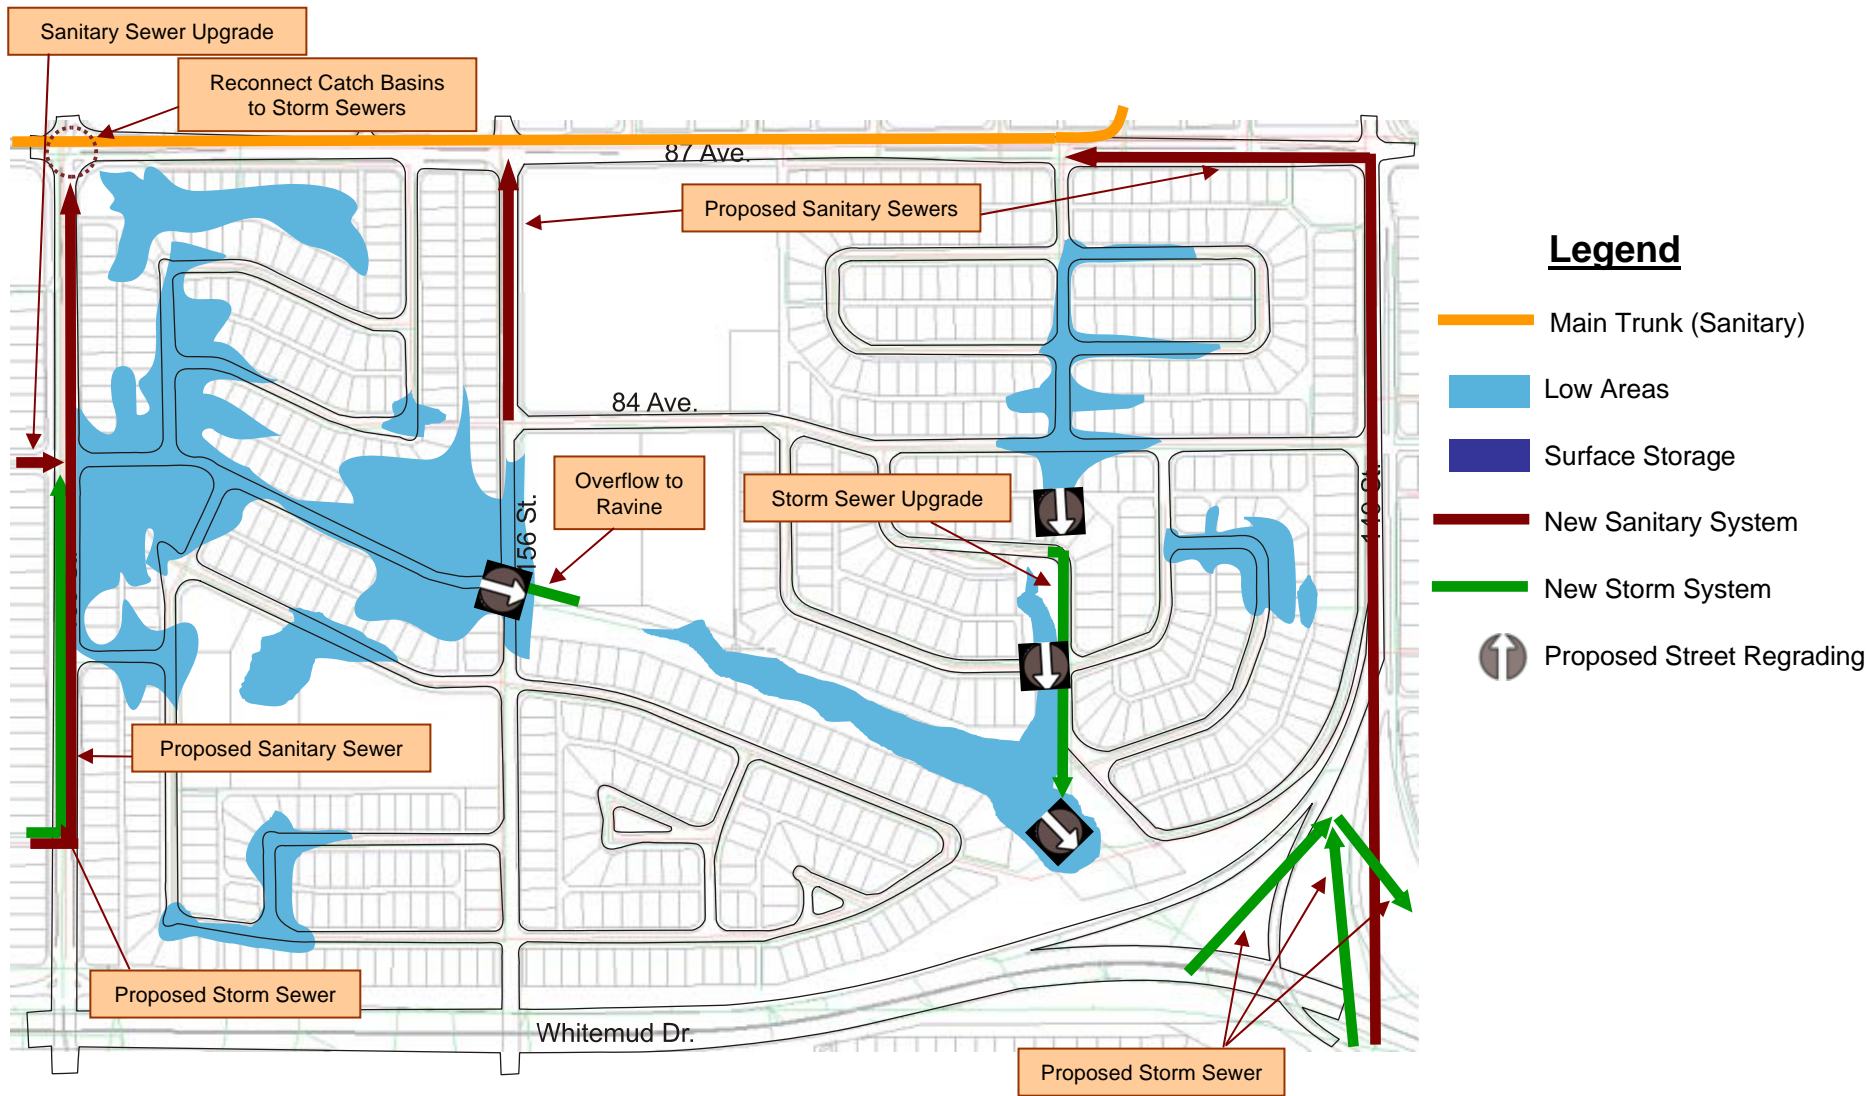 Sanitary Sewer Upgrade
Reconnect Catch Basins
to Storm Sewers
87 Ave.
Proposed Sanitary Sewers
84 Ave.
Overflow to
Ravine
Storm Sewer Upgrade
156 St.
149 St.
Proposed Sanitary Sewer
Proposed Storm Sewer
Whitemud Dr.
Proposed Storm Sewer
Legend
Main Trunk (Sanitary)
Low Areas
Surface Storage
New Sanitary System
New Storm System
Proposed Street Regrading